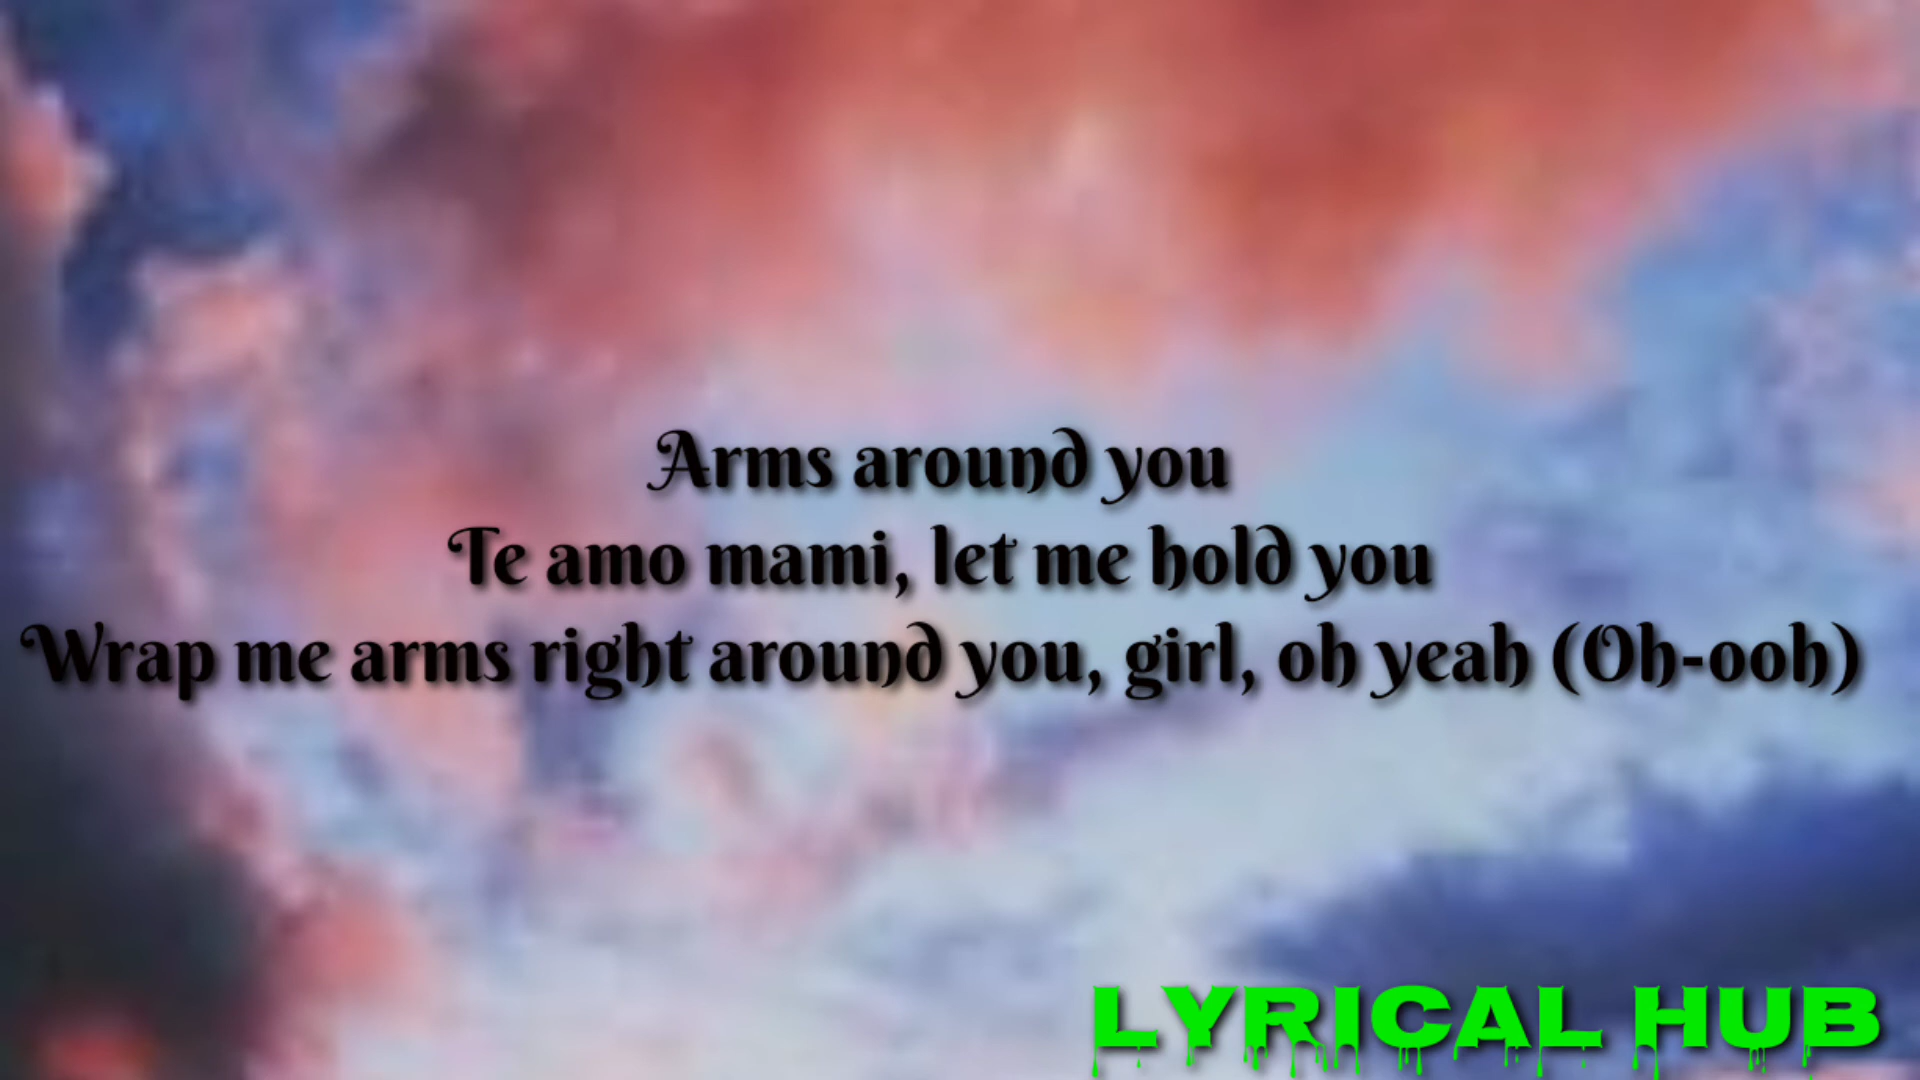 Arms around you
Te amo mami, let me hold you
Wrap me arms right around you, girl, oh yeah (Oh-ooh)
LYRICAL HUB